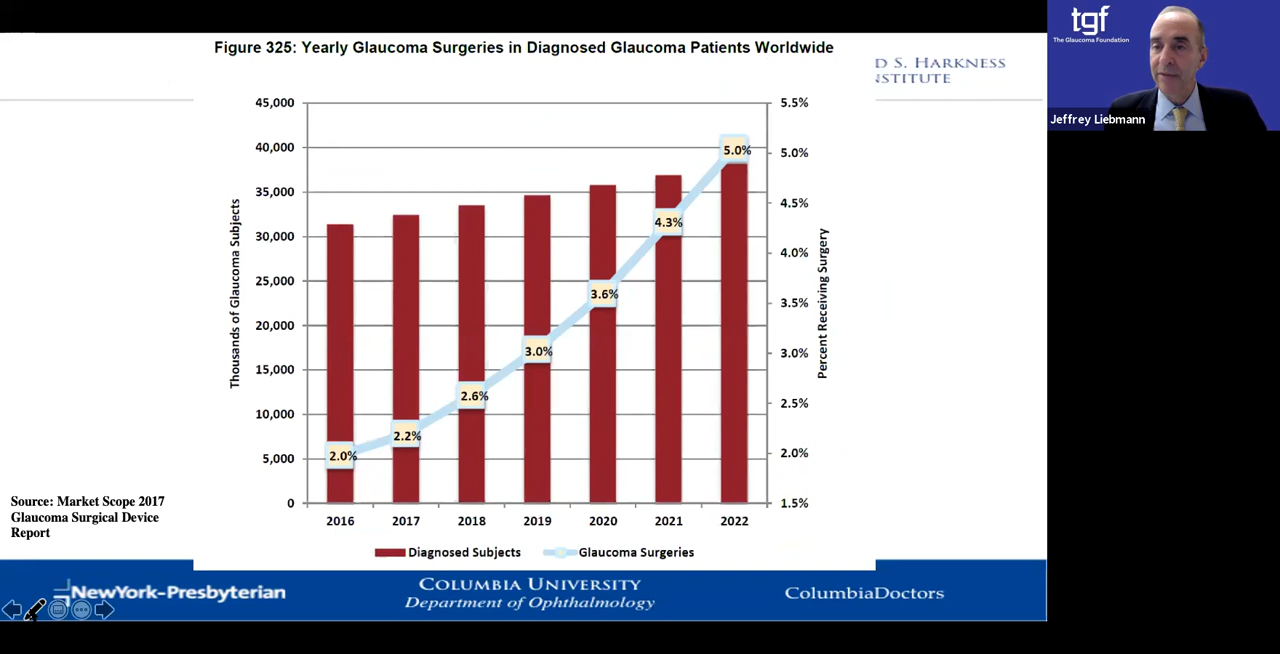 Figure 325: Yearly Glaucoma Surgeries in Diagnosed Glaucoma Patients Worldwide
D S. HARKNESS
INSTITUTE
tgf
The Glaucoma Foundation
Jeffrey Liebmann
45,000
40,000
35,000
30,000
25,000
20,000
15,000
10,000
5,000
0
Thousands of Glaucoma Subjects
5.5%
5.0%
4.5%
4.0%
3.5%
3.0%
2.5%
2.0%
1.5%
Percent Receiving Surgery
2.0%
2.2%
2.6%
3.0%
3.6%
4.3%
5.0%
2016 2017 2018 2019 2020 2021 2022
Diagnosed Subjects Glaucoma Surgeries
Source: Market Scope 2017
Glaucoma Surgical Device
Report
NewYork-Presbyterian
COLUMBIA UNIVERSITY
Department of Ophthalmology
ColumbiaDoctors